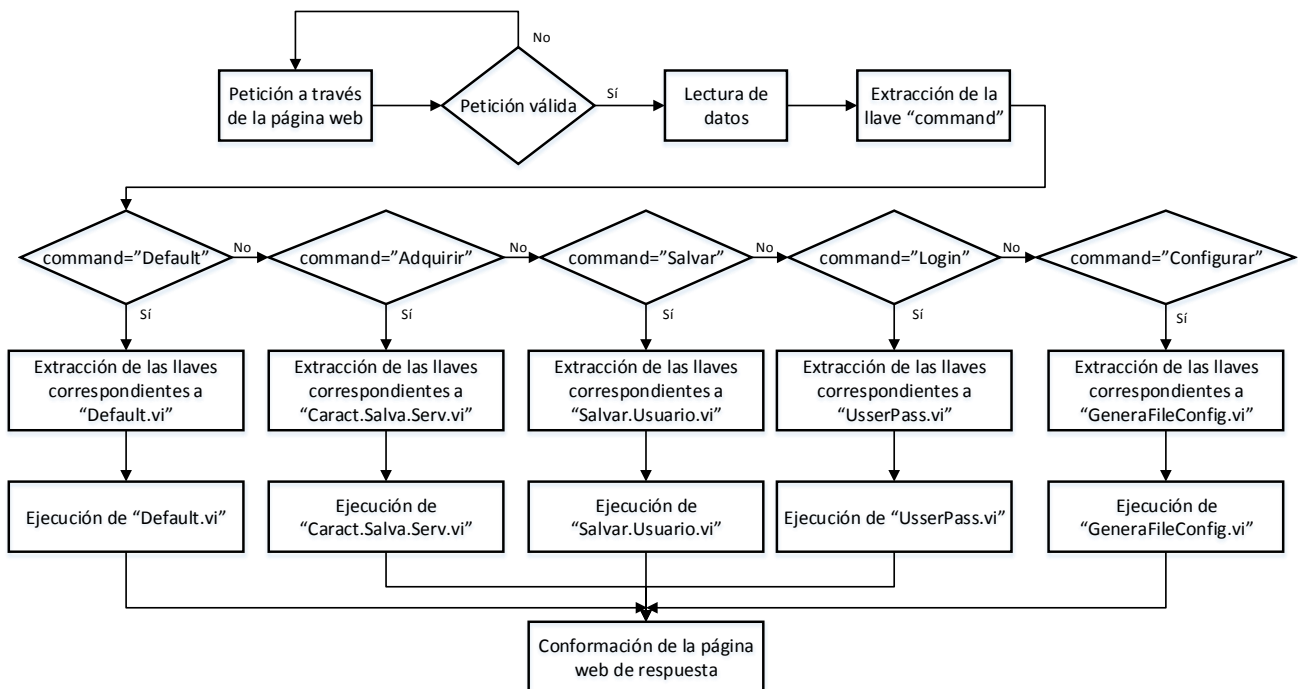 No
Petición a través
de la página web
Petición válida
Sí
Lectura de
datos
Extracción de la
llave “command”
command=”Default”
No
command=”Adquirir”
No
command=”Salvar”
No
command=”Login”
No
command=”Configurar”
Sí
Sí
Sí
Sí
Sí
Extracción de las llaves
correspondientes a
“Default.vi”
Extracción de las llaves
correspondientes a
“Caract.Salva.Serv.vi”
Extracción de las llaves
correspondientes a
“Salvar.Usuario.vi”
Extracción de las llaves
correspondientes a
“UsserPass.vi”
Extracción de las llaves
correspondientes a
“GeneraFileConfig.vi”
Ejecución de “Default.vi”
Ejecución de
“Caract.Salva.Serv.vi”
Ejecución de
“Salvar.Usuario.vi”
Ejecución de “UsserPass.vi”
Ejecución de
“GeneraFileConfig.vi”
Conformación de la página
web de respuesta